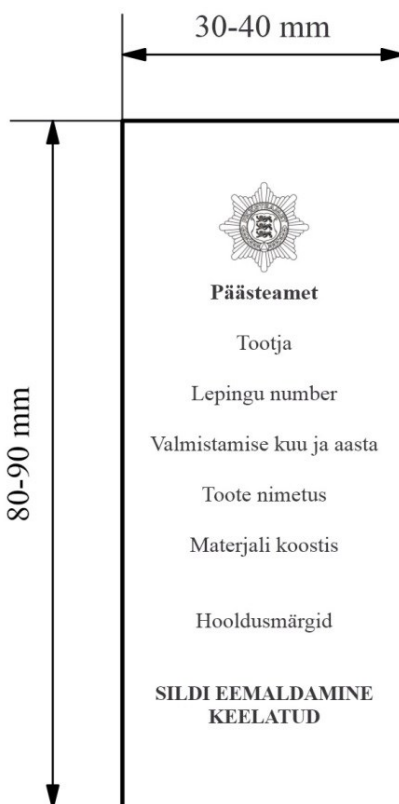 30-40 mm
80-90 mm
Päästeamet
Tootja
Lepingu number
Valmistamise kuu ja aasta
Toote nimetus
Materjali koostis
Hooldusmärgid
SILDI EEMALDAMINE
KEELATUD